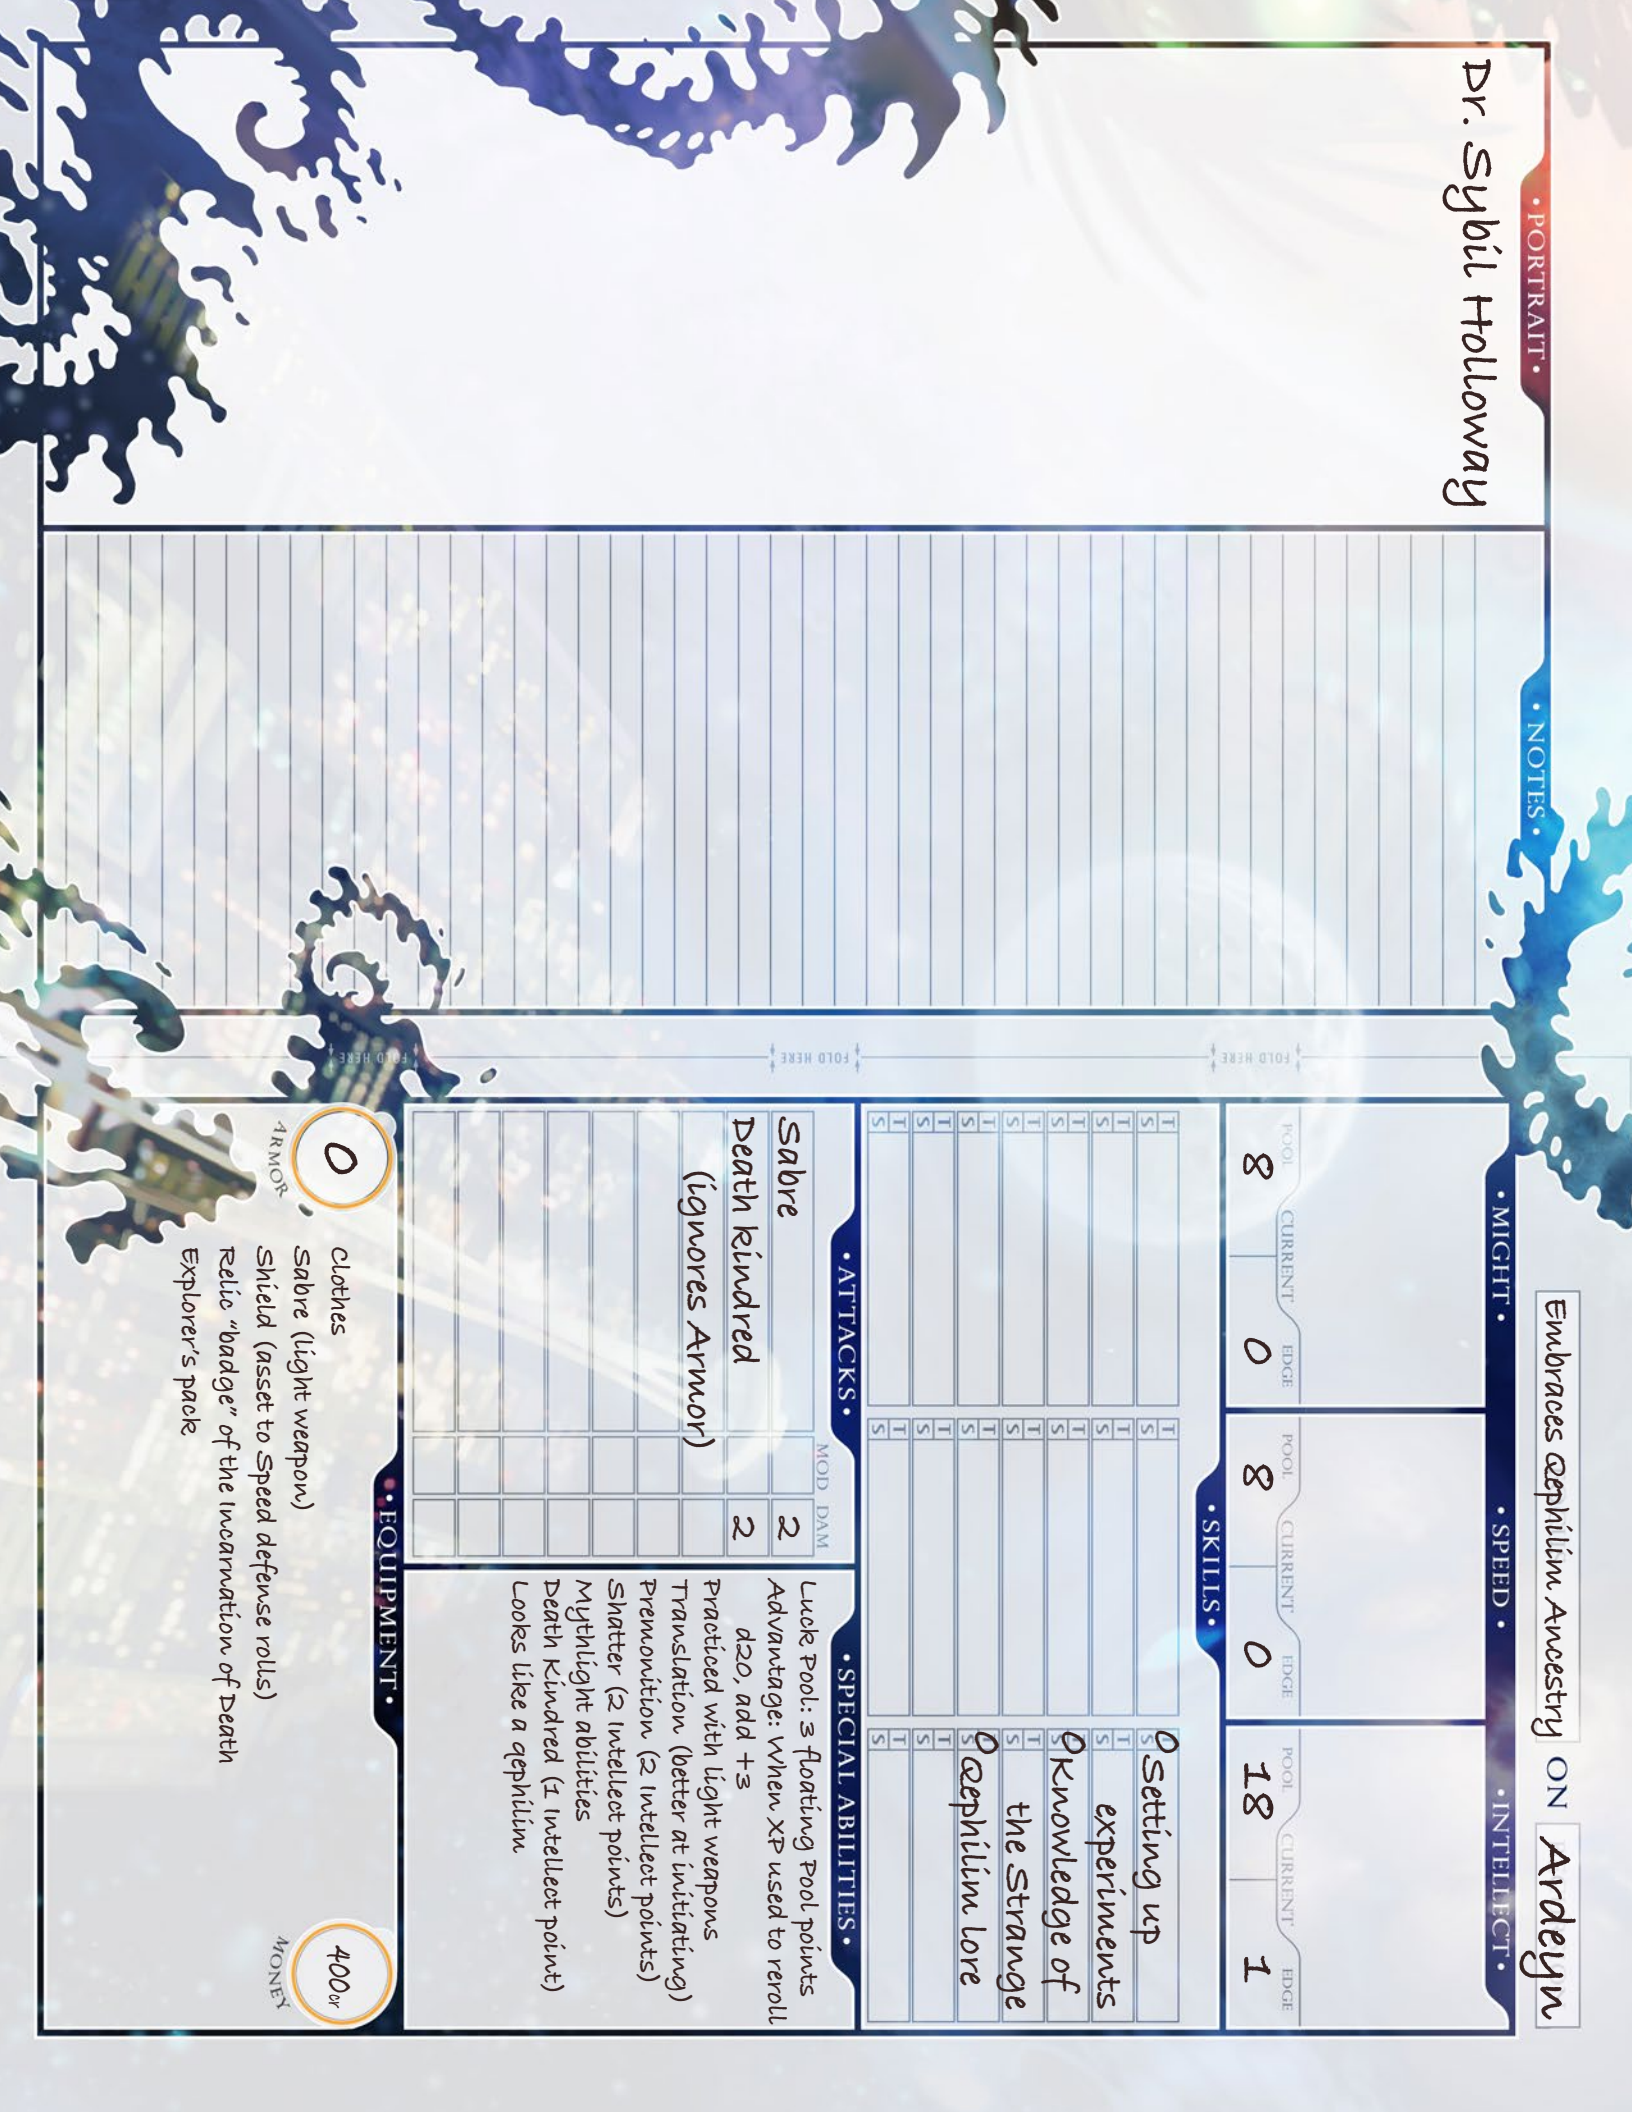 Embraces Qephilim Ancestry ON Ardeyn
• PORTRAIT •
Dr. Sybil Holloway
• NOTES •
FOLD HERE
FOLD HERE
FOLD HERE
• MIGHT •
POOL CURRENT EDGE
8 0
• SPEED •
POOL CURRENT EDGE
8 0
• INTELLECT •
POOL CURRENT EDGE
18 1
• SKILLS •
T S T S T S
T S T S T S
T S T S T S
T S T S T S
T S T S T S
T S T S T S
T S T S T S
O Setting up
experiments
O Knowledge of
the Strange
O Qephilim lore
• ATTACKS •
MOD DAM
Sabre 2
Death kindred 2
(ignores Armor)
• SPECIAL ABILITIES •
Luck Pool: 3 floating Pool points
Advantage: When XP used to reroll
d20, add +3
Practiced with light weapons
Translation (better at initiating)
Premonition (2 Intellect points)
Shatter (2 Intellect points)
Mythlight abilities
Death Kindred (1 Intellect point)
Looks like a qephilim
• EQUIPMENT •
0
ARMOR
400cr
MONEY
Clothes
Sabre (light weapon)
Shield (asset to Speed defense rolls)
Relic "badge" of the Incarnation of Death
Explorer's pack